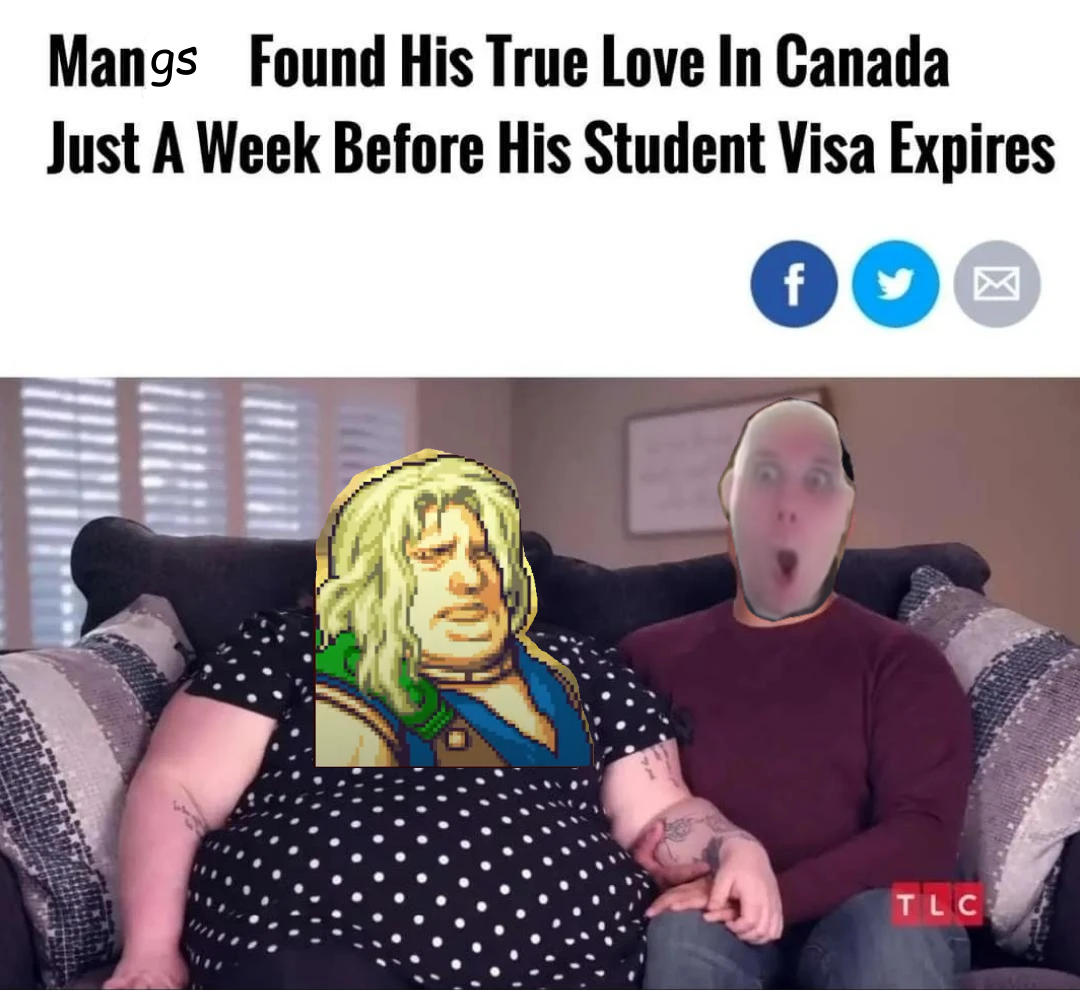 Mangs Found His True Love In Canada
Just A Week Before His Student Visa Expires
f
TLC